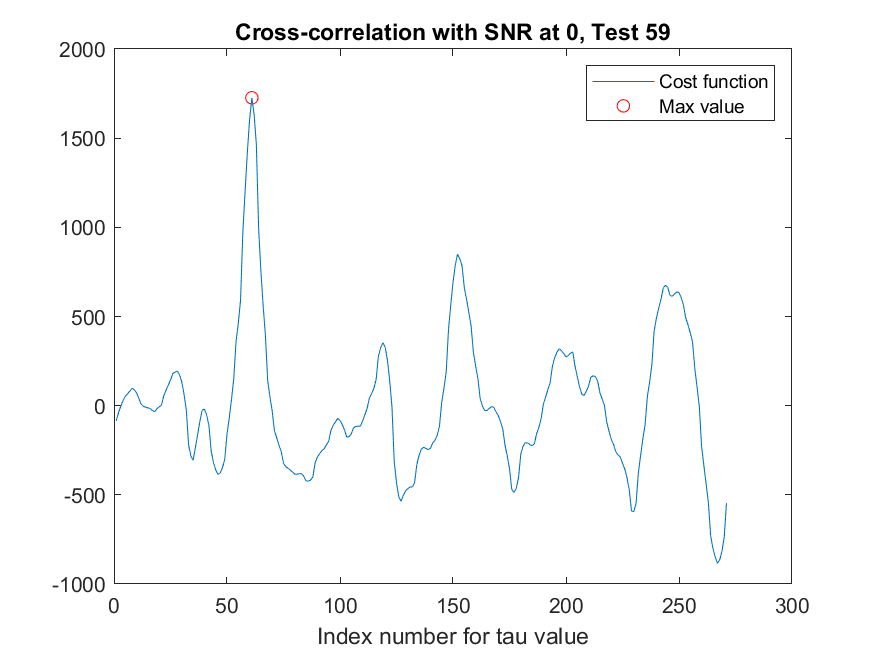 Cross-correlation with SNR at 0, Test 59
2000
1500
1000
500
0
-500
-1000
Cost function
Max value
0 50 100 150 200 250 300
Index number for tau value